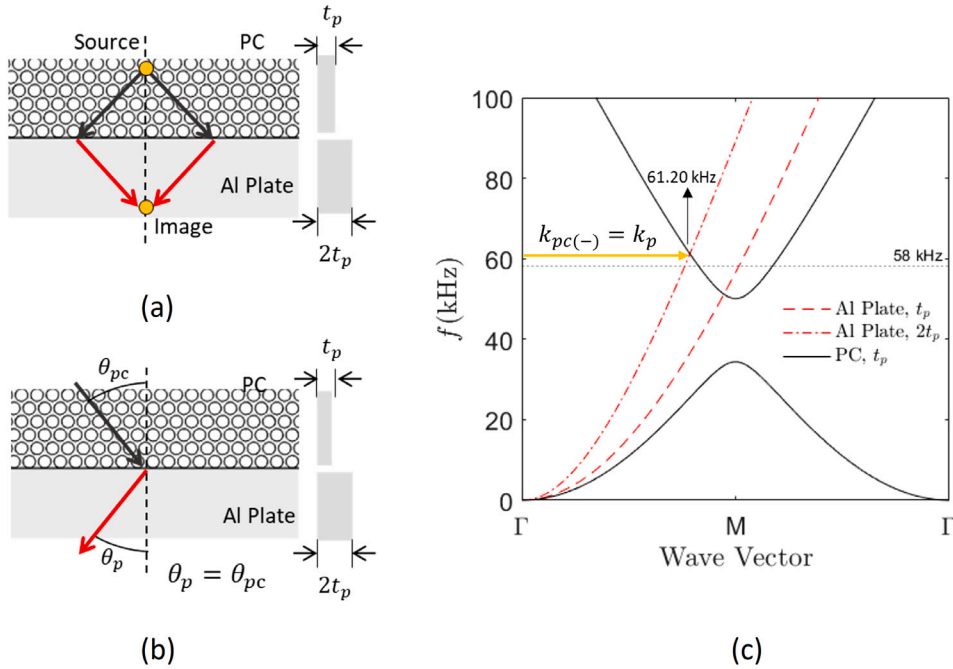 t_p
Source
PC
Al Plate
Image
2t_p
(a)
t_p
θ_pc
PC
Al Plate
θ_p
θ_p = θ_pc
2t_p
(b)
100
80
60
40
20
0
f(kHz)
61.20 kHz
k_pc(−) = k_p
58 kHz
Al Plate, t_p
Al Plate, 2t_p
PC, t_p
Γ
M
Γ
Wave Vector
(c)